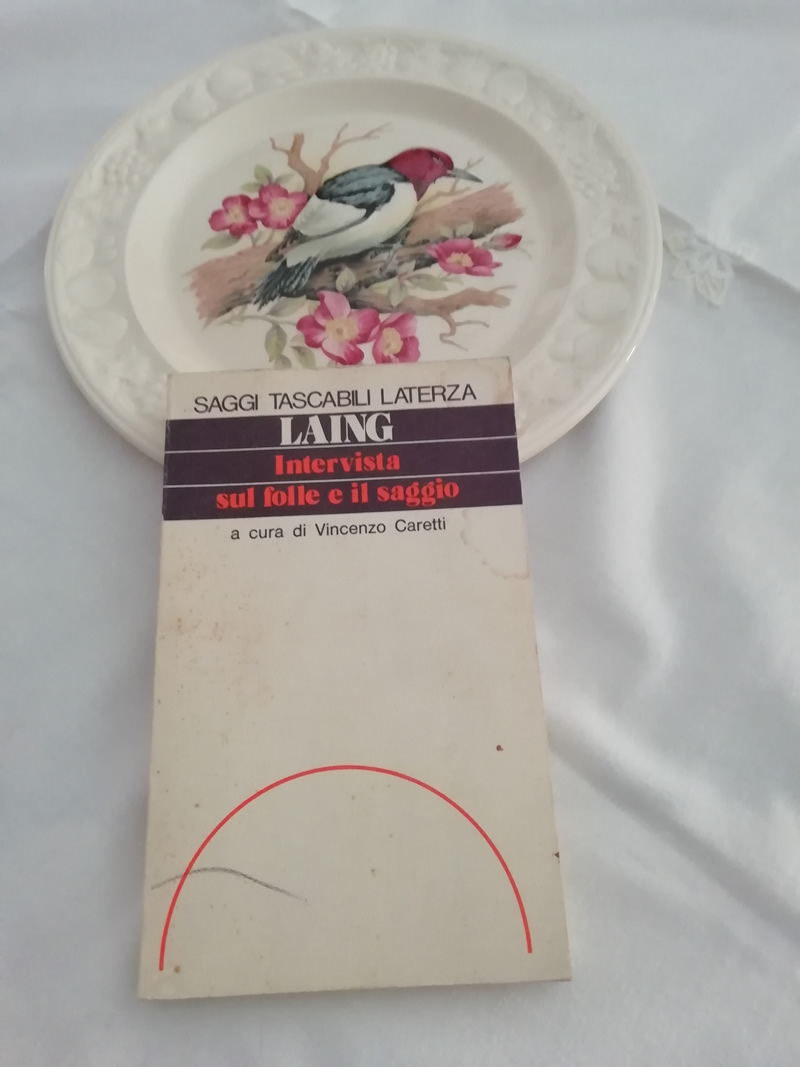 SAGGI TASCABILI LATERZA
LAING
Intervista
sul folle e il saggio
a cura di Vincenzo Caretti